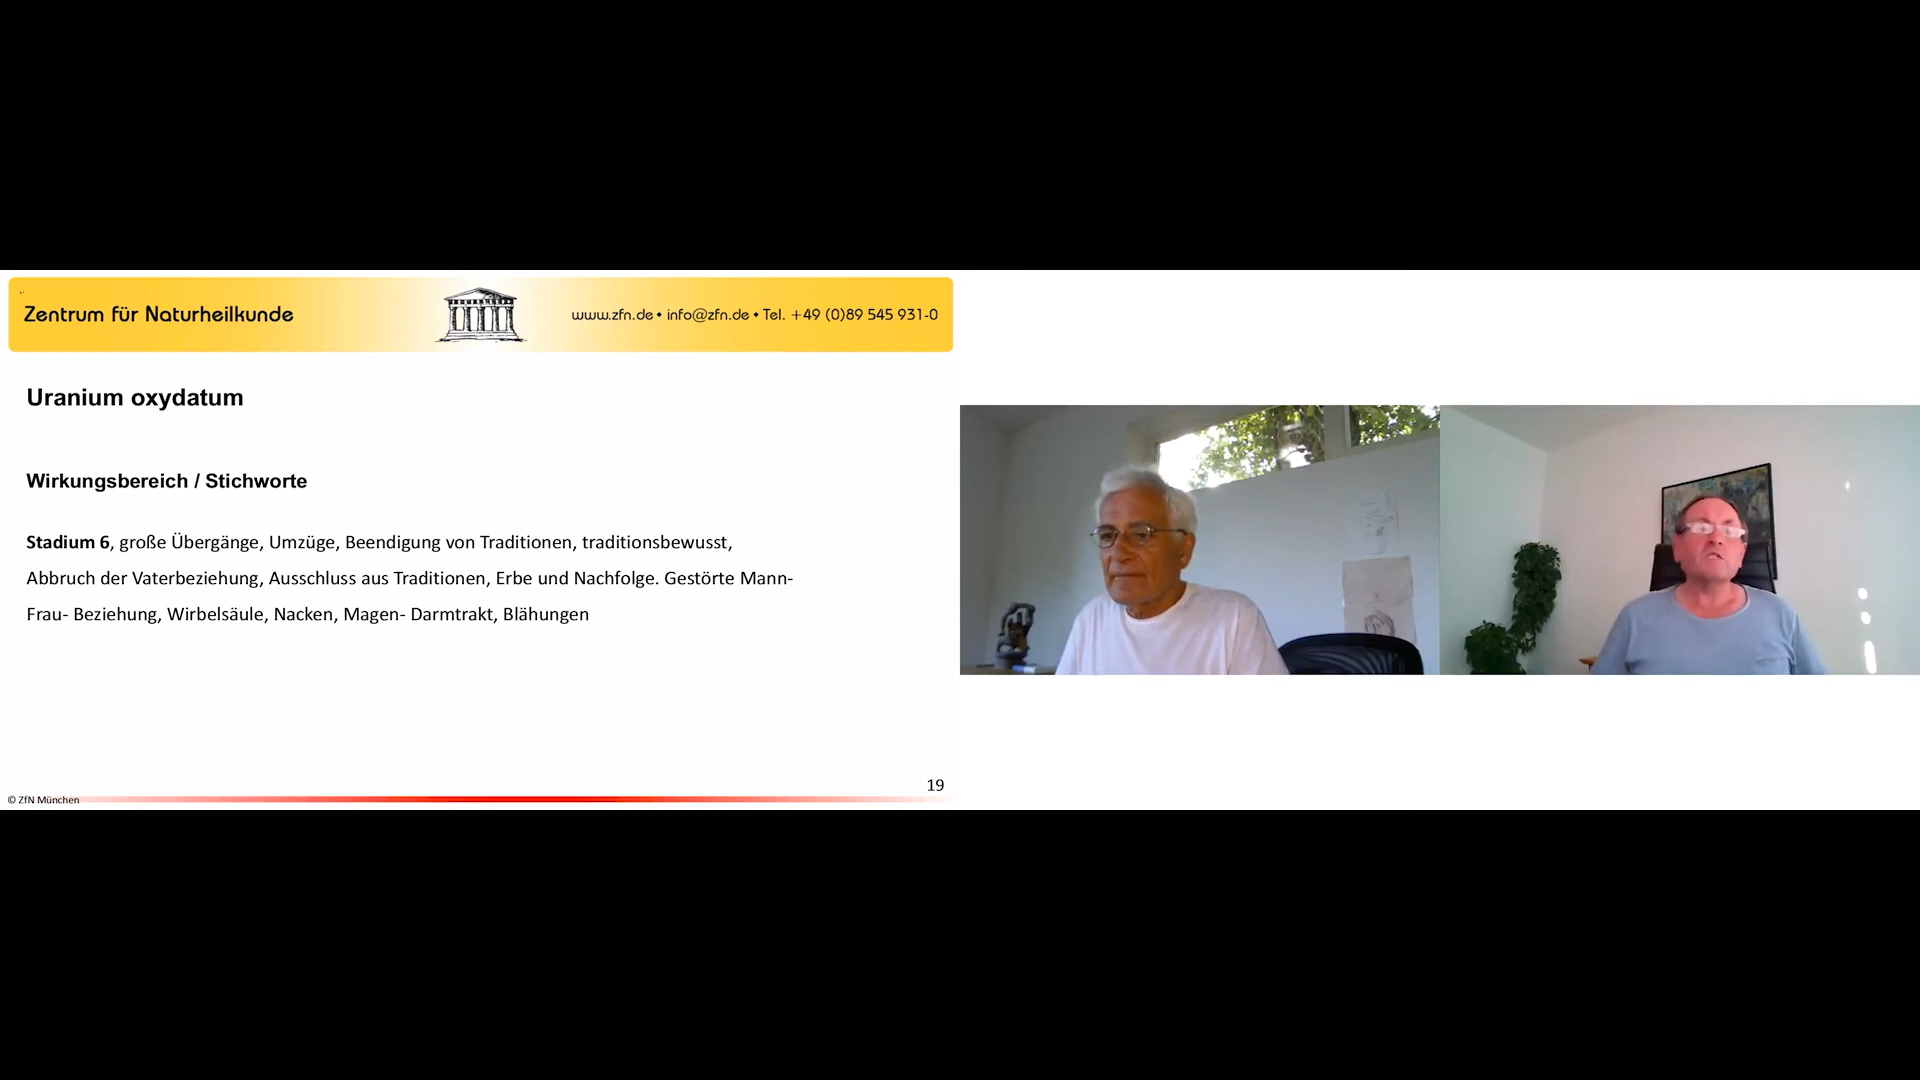 Zentrum für Naturheilkunde
www.zfn.de • info@zfn.de • Tel. +49 (0)89 545 931-0
Uranium oxydatum
Wirkungsbereich / Stichworte
Stadium 6, große Übergänge, Umzüge, Beendigung von Traditionen, traditionsbewusst,
Abbruch der Vaterbeziehung, Ausschluss aus Traditionen, Erbe und Nachfolge. Gestörte Mann-
Frau- Beziehung, Wirbelsäule, Nacken, Magen- Darmtrakt, Blähungen
19
© ZfN München